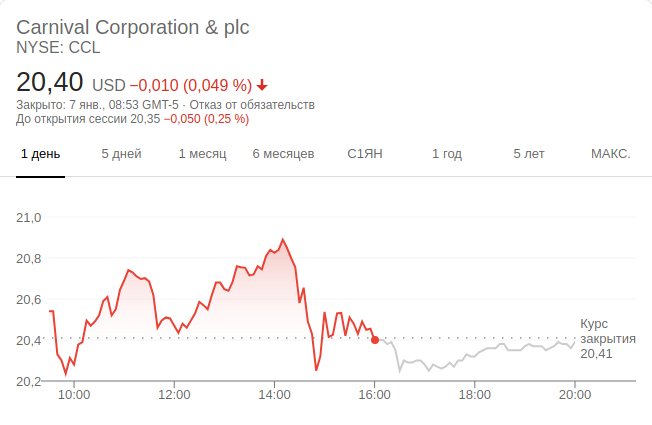 Carnival Corporation & plc
NYSE: CCL
20,40 USD −0,010 (0,049 %)
Закрыто: 7 янв., 08:53 GMT-5 · Отказ от обязательств
До открытия сессии 20,35 −0,050 (0,25 %)
1 день 5 дней 1 месяц 6 месяцев С1ЯН 1 год 5 лет МАКС.
21,0
20,8
20,6
20,4
20,2
Курс
закрытия
20,41
10:00 12:00 14:00 16:00 18:00 20:00